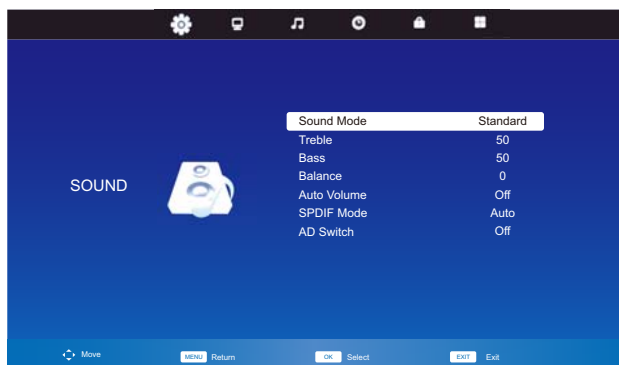 SOUND
Sound Mode Standard
Treble 50
Bass 50
Balance 0
Auto Volume Off
SPDIF Mode Auto
AD Switch Off
Move MENU Return OK Select EXIT Exit